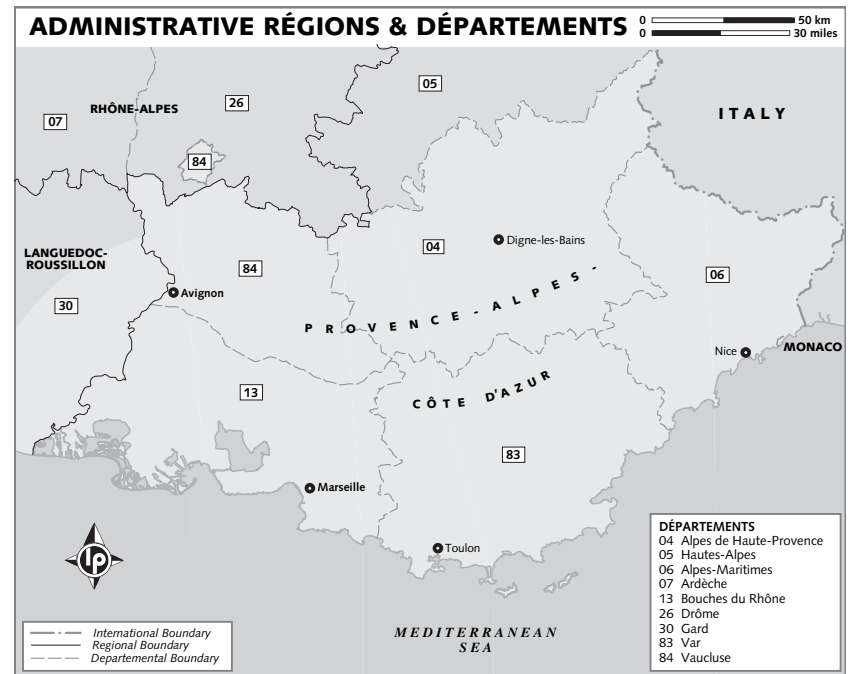 ADMINISTRATIVE RÉGIONS & DÉPARTEMENTS
0 50 km
0 30 miles
05
RHÔNE-ALPES
26
ITALY
07
84
LANGUEDOC-
ROUSSILLON
04
Digne-les-Bains
84
06
30
Avignon
PROVENCE-ALPES-
Nice
MONACO
13
CÔTE D'AZUR
83
Marseille
Toulon
lp
DÉPARTEMENTS
04 Alpes de Haute-Provence
05 Hautes-Alpes
06 Alpes-Maritimes
07 Ardèche
13 Bouches du Rhône
26 Drôme
30 Gard
83 Var
84 Vaucluse
International Boundary
Regional Boundary
Departmental Boundary
MEDITERRANEAN
SEA